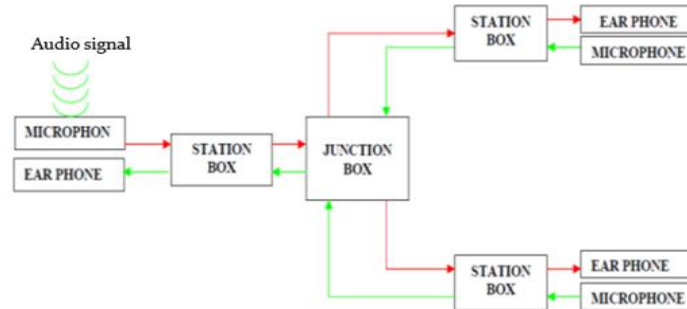 Audio signal
MICROPHON
EAR PHONE
STATION
BOX
JUNCTION
BOX
STATION
BOX
EAR PHONE
MICROPHONE
STATION
BOX
EAR PHONE
MICROPHONE